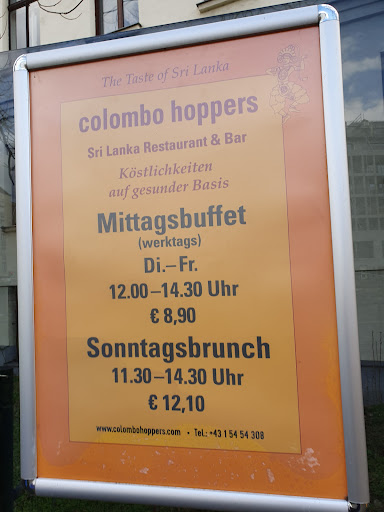 The Taste of Sri Lanka
colombo hoppers
Sri Lanka Restaurant & Bar
Köstlichkeiten
auf gesunder Basis
Mittagsbuffet
(werktags)
Di.–Fr.
12.00–14.30 Uhr
€ 8,90
Sonntagsbrunch
11.30–14.30 Uhr
€ 12,10
www.colombohoppers.com • Tel.: +43 1 54 54 308